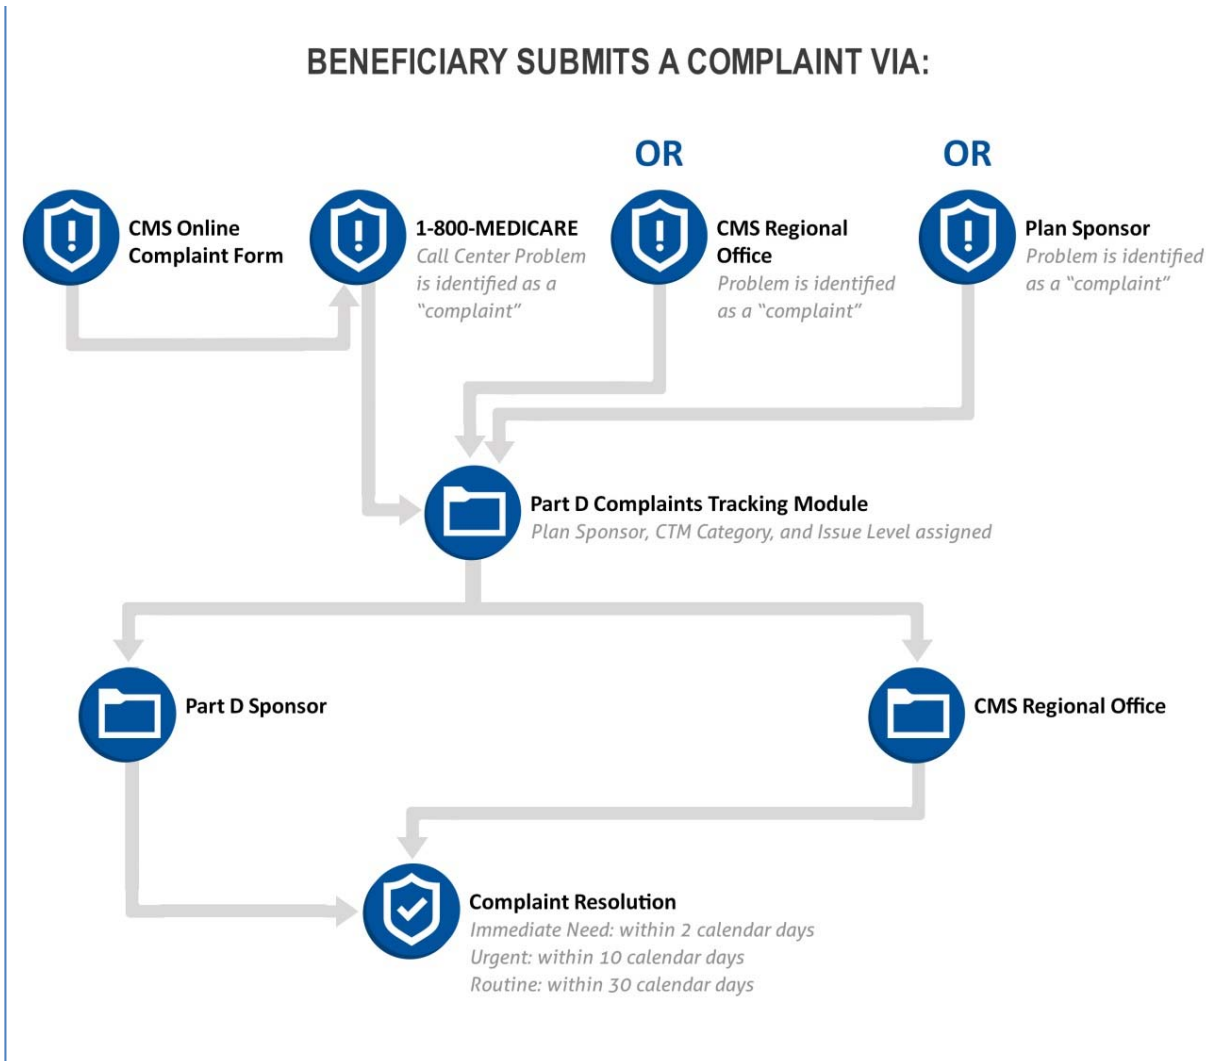 BENEFICIARY SUBMITS A COMPLAINT VIA:
CMS Online
Complaint Form
1-800-MEDICARE
Call Center Problem
is identified as a
“complaint”
OR
CMS Regional
Office
Problem is identified
as a “complaint”
OR
Plan Sponsor
Problem is identified
as a “complaint”
Part D Complaints Tracking Module
Plan Sponsor, CTM Category, and Issue Level assigned
Part D Sponsor
CMS Regional Office
Complaint Resolution
Immediate Need: within 2 calendar days
Urgent: within 10 calendar days
Routine: within 30 calendar days